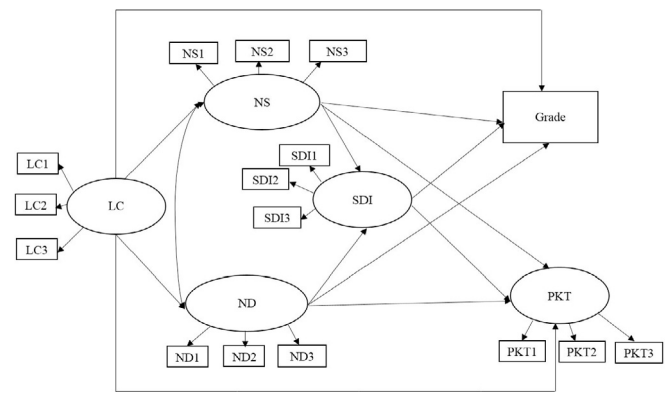 NS1
NS2
NS3
NS
Grade
SDI1
LC1
SDI2
LC2
LC
SDI
SDI3
LC3
ND
PKT
ND1
ND2
ND3
PKT1
PKT2
PKT3